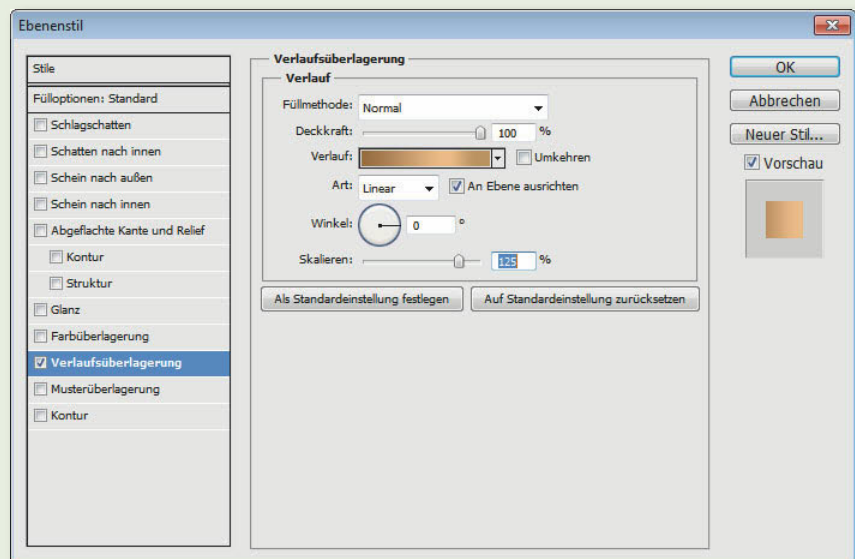 Ebenenstil
Stile
Fülloptionen: Standard
Schlagschatten
Schatten nach innen
Schein nach außen
Schein nach innen
Abgeflachte Kante und Relief
Kontur
Struktur
Glanz
Farbüberlagerung
Verlaufsüberlagerung
Musterüberlagerung
Kontur
Verlaufsüberlagerung
Verlauf
Füllmethode: Normal
Deckkraft: 100 %
Verlauf: Umkehren
Art: Linear An Ebene ausrichten
Winkel: 0 °
Skalieren: 125 %
Als Standardeinstellung festlegen Auf Standardeinstellung zurücksetzen
OK
Abbrechen
Neuer Stil...
Vorschau